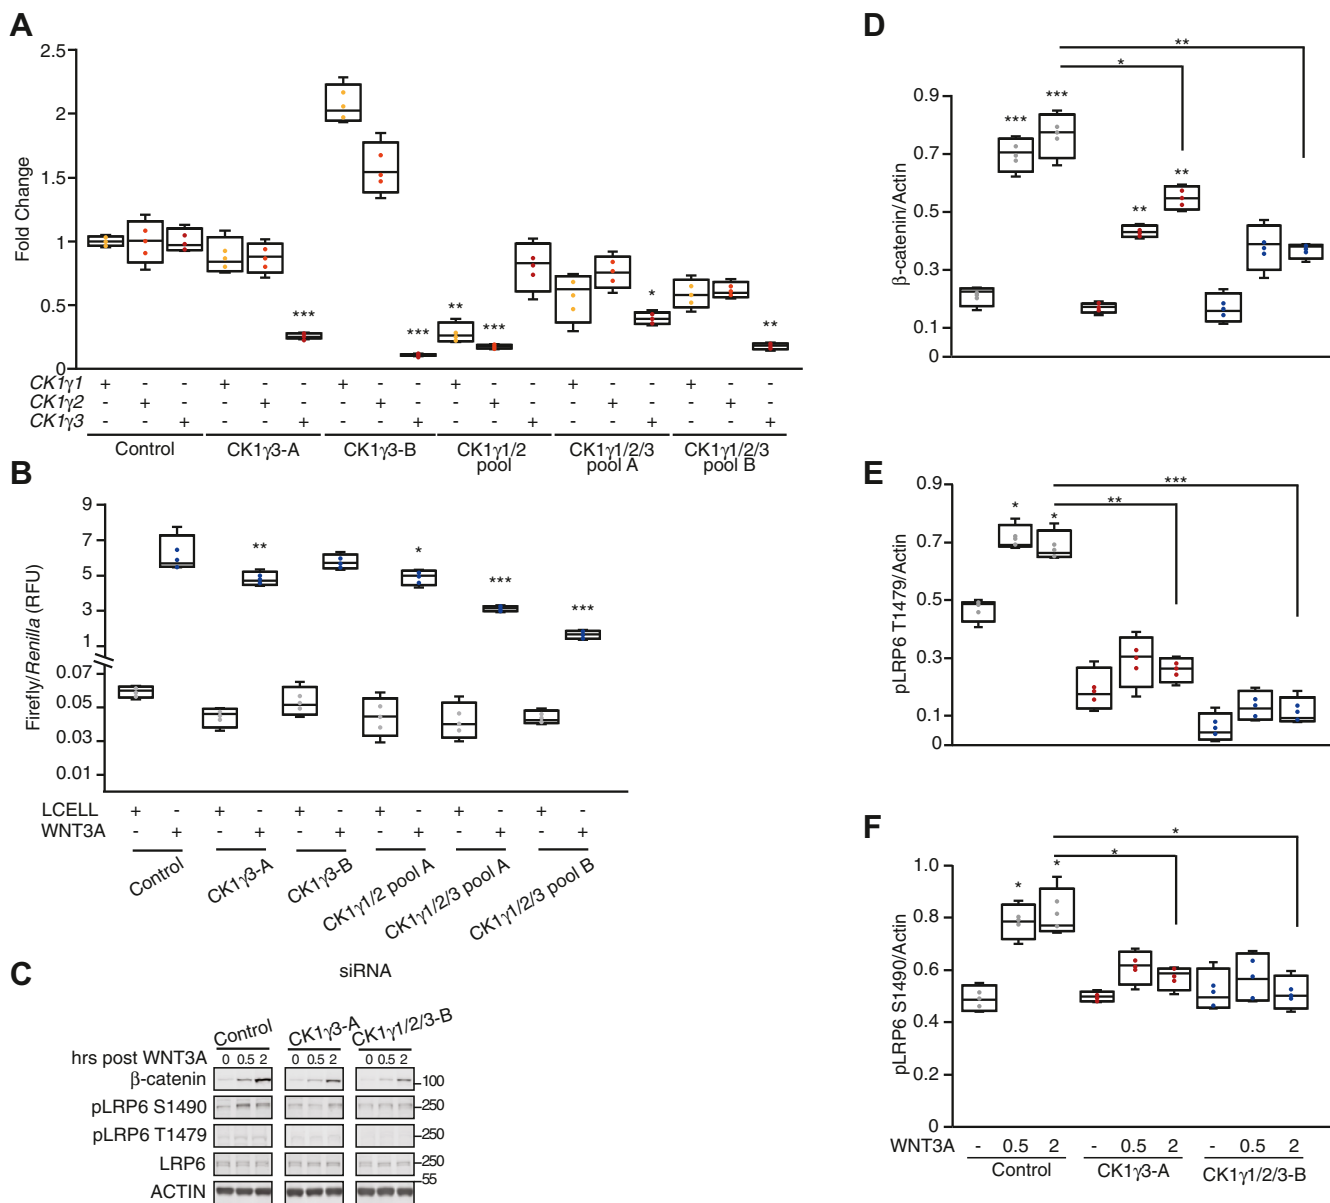 A
2.5
2
1.5
1
0.5
0
Fold Change
***
***
**
***
*
**
CK1γ1 + - - + - - + - - + - - + - - + - -
CK1γ2 - + - - + - - + - - + - - + - - + -
CK1γ3 - - + - - + - - + - - + - - + - - +
Control CK1γ3-A CK1γ3-B CK1γ1/2 pool CK1γ1/2/3 pool A CK1γ1/2/3 pool B
B
9
7
5
3
1
0.07
0.05
0.03
0.01
Firefly/Renilla (RFU)
**
*
***
***
LCELL + - + - + - + - + - + -
WNT3A - + - + - + - + - + - +
Control CK1γ3-A CK1γ3-B CK1γ1/2 pool A CK1γ1/2/3 pool A CK1γ1/2/3 pool B
siRNA
C
Control CK1γ3-A CK1γ1/2/3-B
hrs post WNT3A 0 0.5 2 0 0.5 2 0 0.5 2
β-catenin 100
pLRP6 S1490 250
pLRP6 T1479 250
LRP6 250
55
ACTIN
D
**
*
0.9
0.7
0.5
0.3
0.1
0
β-catenin/Actin
***
***
**
**
E
***
**
0.9
0.7
0.5
0.3
0.1
0
pLRP6 T1479/Actin
*
*
F
*
*
1.0
0.8
0.6
0.4
0.2
0
pLRP6 S1490/Actin
*
*
WNT3A - 0.5 2 - 0.5 2 - 0.5 2
Control CK1γ3-A CK1γ1/2/3-B